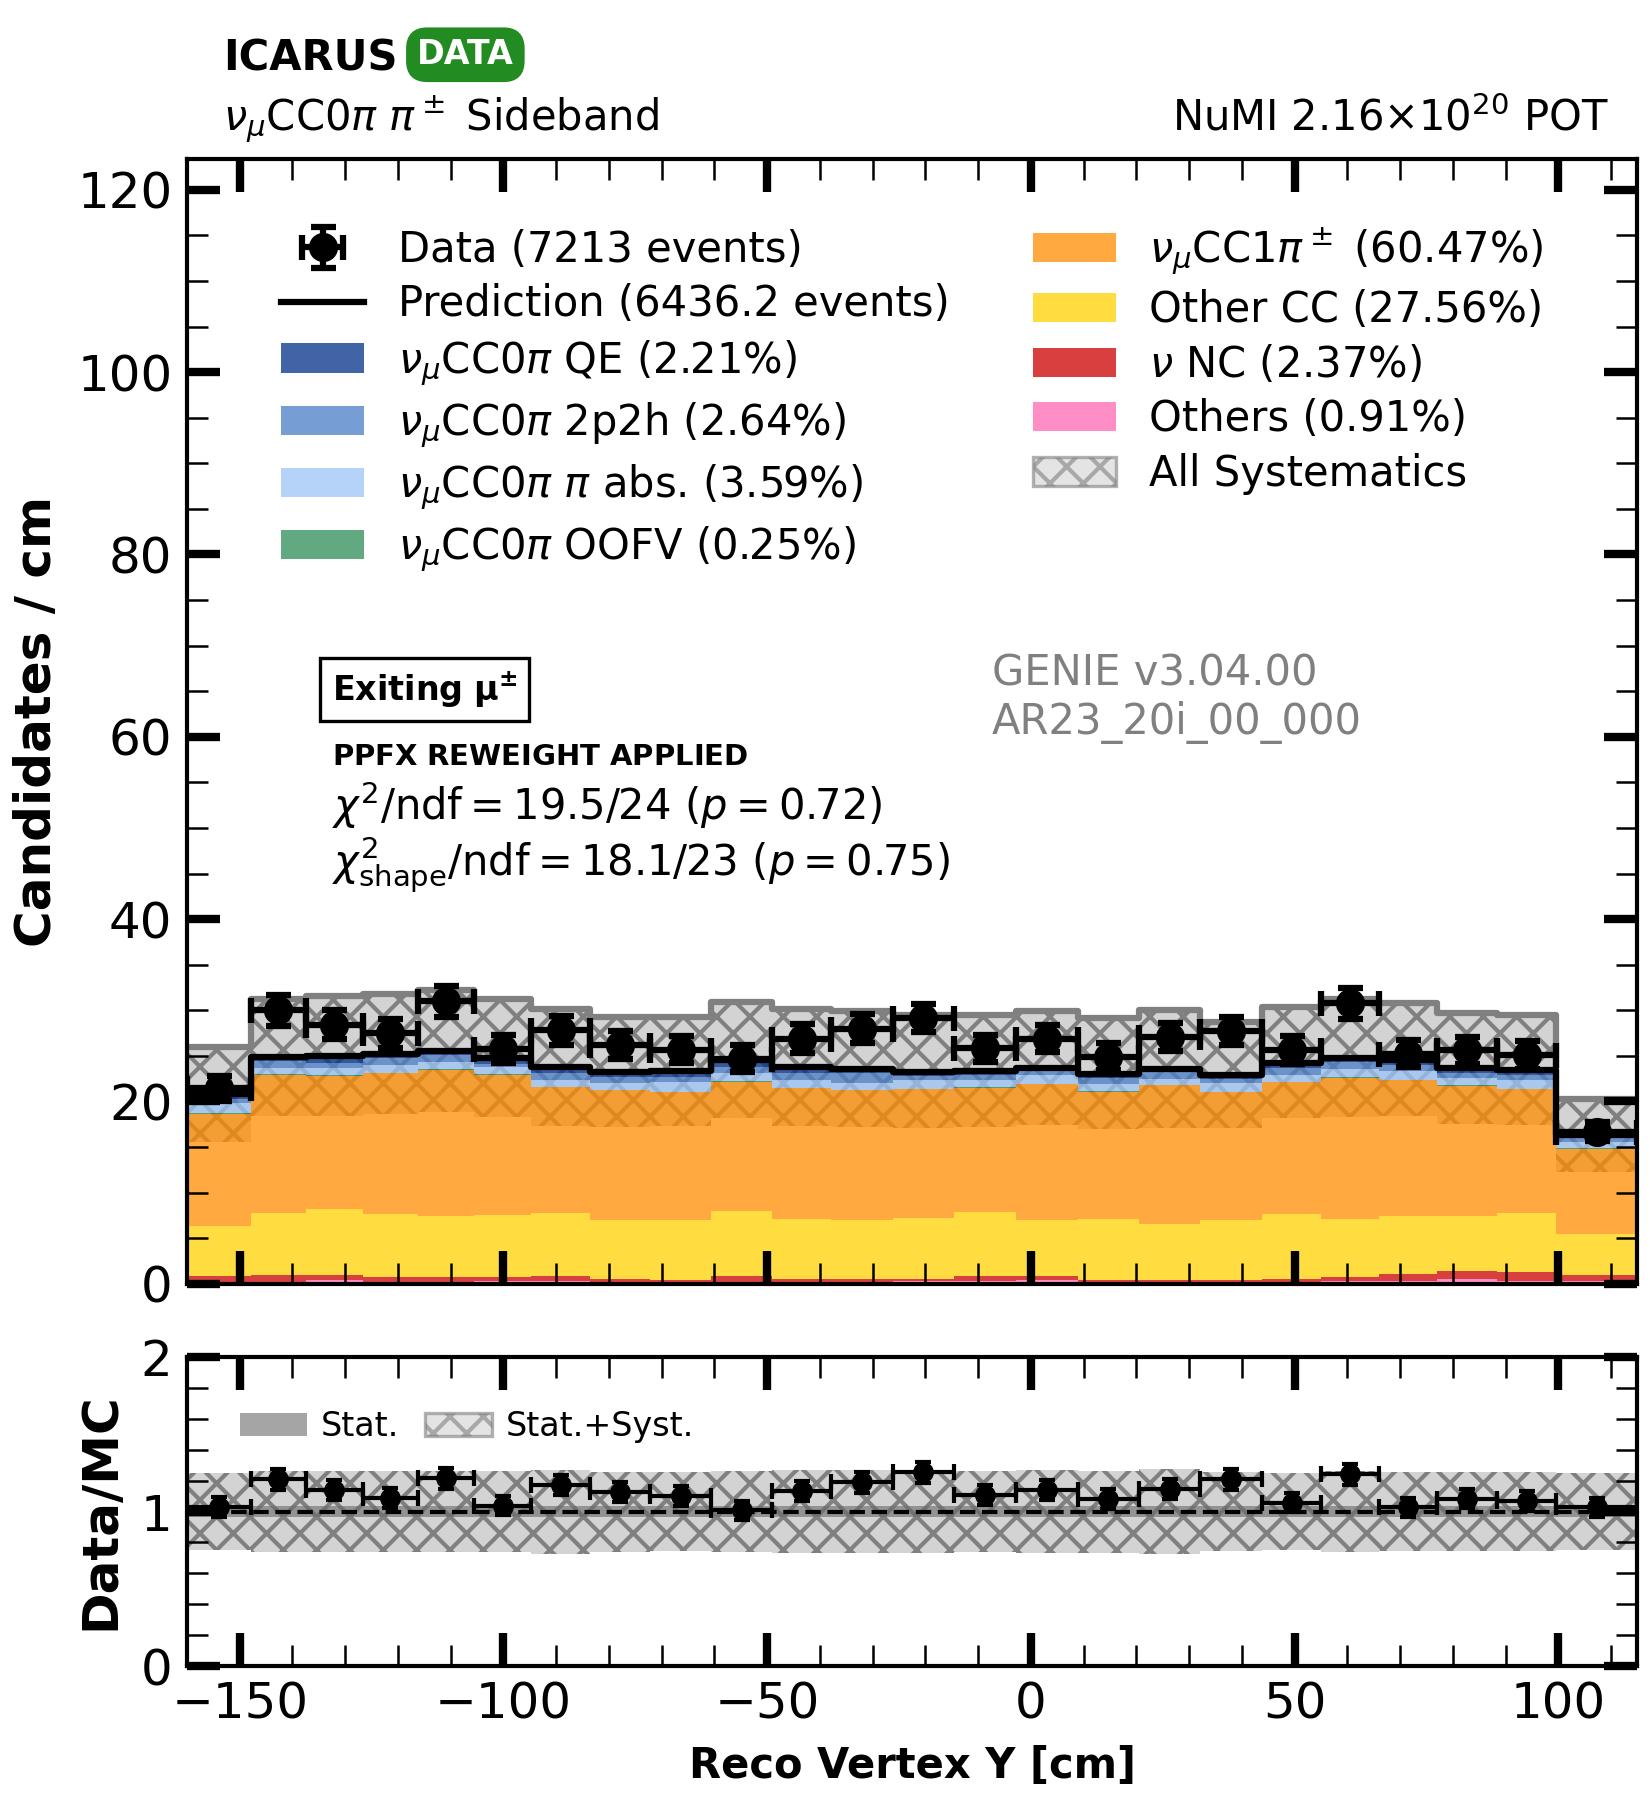 ICARUS DATA
νμCC0π π± Sideband
NuMI 2.16×10²⁰ POT
120
100
80
60
40
20
0
Candidates / cm
Data (7213 events)
Prediction (6436.2 events)
νμCC0π QE (2.21%)
νμCC0π 2p2h (2.64%)
νμCC0π π abs. (3.59%)
νμCC0π OOFV (0.25%)
νμCC1π± (60.47%)
Other CC (27.56%)
ν NC (2.37%)
Others (0.91%)
All Systematics
Exiting μ±
PPFX REWEIGHT APPLIED
χ²/ndf = 19.5/24 (p = 0.72)
χ²shape/ndf = 18.1/23 (p = 0.75)
GENIE v3.04.00
AR23_20i_00_000
2
1
0
Data/MC
Stat. Stat.+Syst.
−150 −100 −50 0 50 100
Reco Vertex Y [cm]